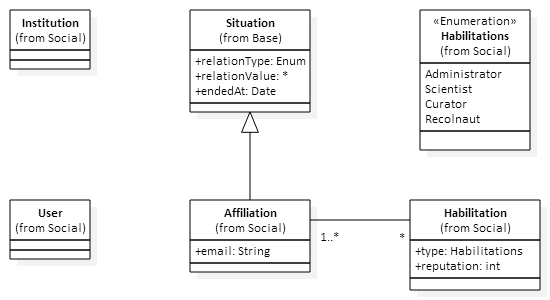 Institution
(from Social)
Situation
(from Base)
+relationType: Enum
+relationValue: *
+endedAt: Date
«Enumeration»
Habilitations
(from Social)
Administrator
Scientist
Curator
Recolnaut
User
(from Social)
Affiliation
(from Social)
+email: String
1..*
*
Habilitation
(from Social)
+type: Habilitations
+reputation: int